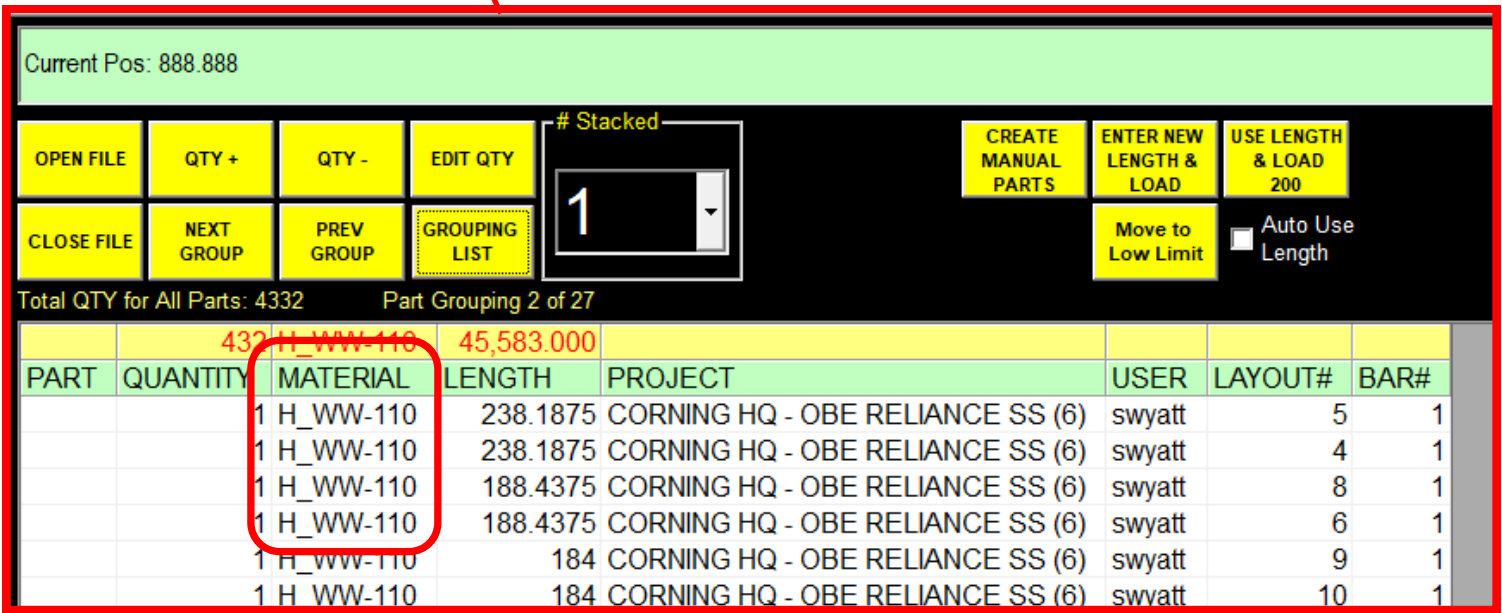 Current Pos: 888.888
# Stacked
OPEN FILE
QTY +
QTY -
EDIT QTY
1
CREATE
MANUAL
PARTS
ENTER NEW
LENGTH &
LOAD
USE LENGTH
& LOAD
200
CLOSE FILE
NEXT
GROUP
PREV
GROUP
GROUPING
LIST
Move to
Low Limit
Auto Use
Length
Total QTY for All Parts: 4332 Part Grouping 2 of 27
432 H_WW-110 45,583.000
PART QUANTITY MATERIAL LENGTH PROJECT USER LAYOUT# BAR#
1 H_WW-110 238.1875 CORNING HQ - OBE RELIANCE SS (6) swyatt 5 1
1 H_WW-110 238.1875 CORNING HQ - OBE RELIANCE SS (6) swyatt 4 1
1 H_WW-110 188.4375 CORNING HQ - OBE RELIANCE SS (6) swyatt 8 1
1 H_WW-110 188.4375 CORNING HQ - OBE RELIANCE SS (6) swyatt 6 1
1 H_WW-110 184 CORNING HQ - OBE RELIANCE SS (6) swyatt 9 1
1 H_WW-110 184 CORNING HQ - OBE RELIANCE SS (6) swyatt 10 1